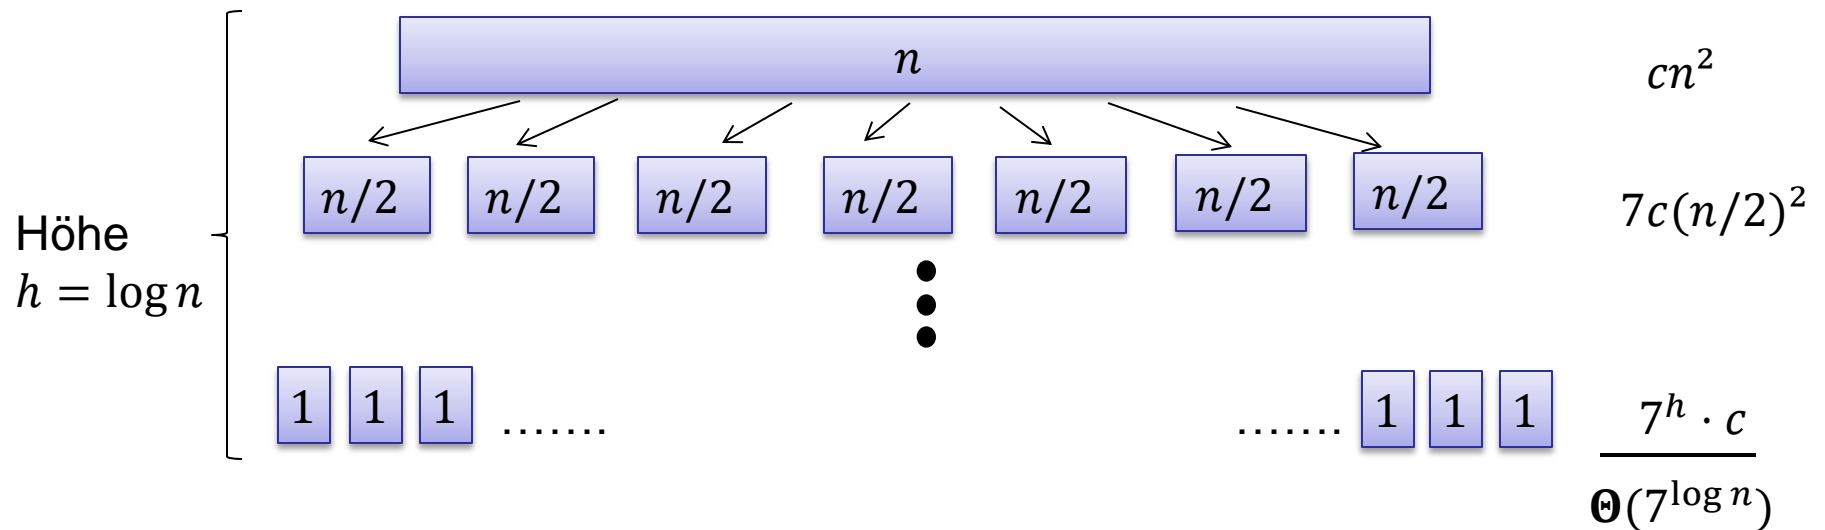 n
cn²
n/2 n/2 n/2 n/2 n/2 n/2 n/2
7c(n/2)²
Höhe
h = log n
1 1 1 ....... ....... 1 1 1
7ʰ · c
Θ(7^{log n})